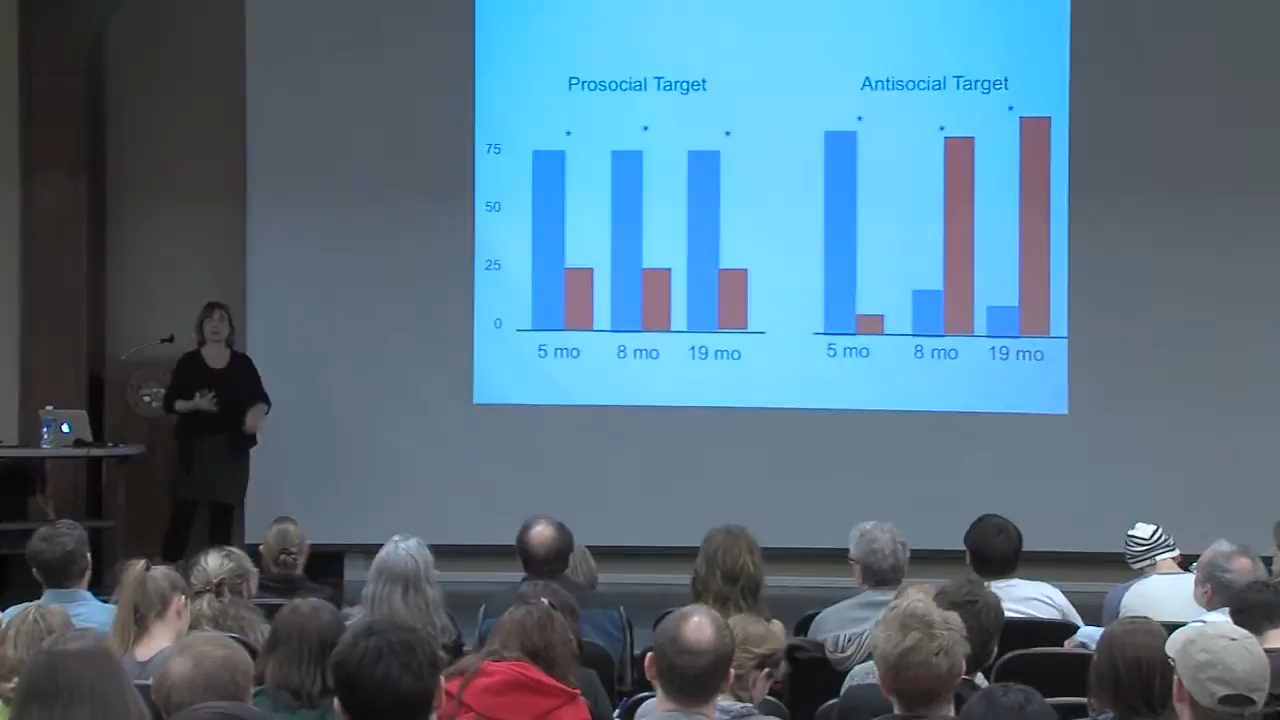 Prosocial Target
Antisocial Target
* * *
* * *
75
50
25
0
5 mo 8 mo 19 mo
5 mo 8 mo 19 mo